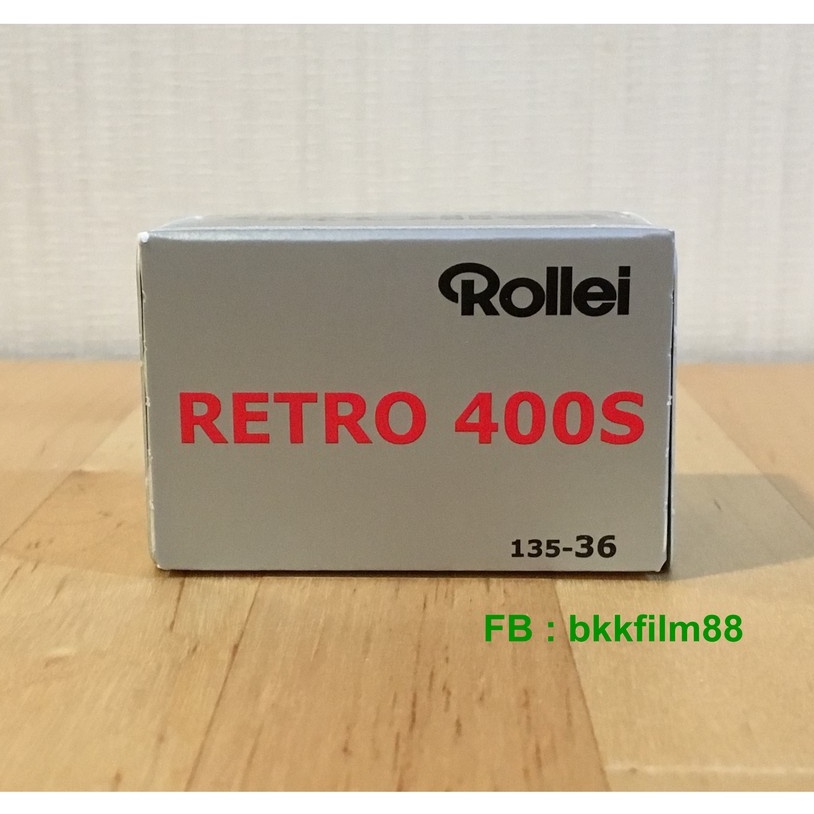 Rollei
RETRO 400S
135-36
FB : bkkfilm88